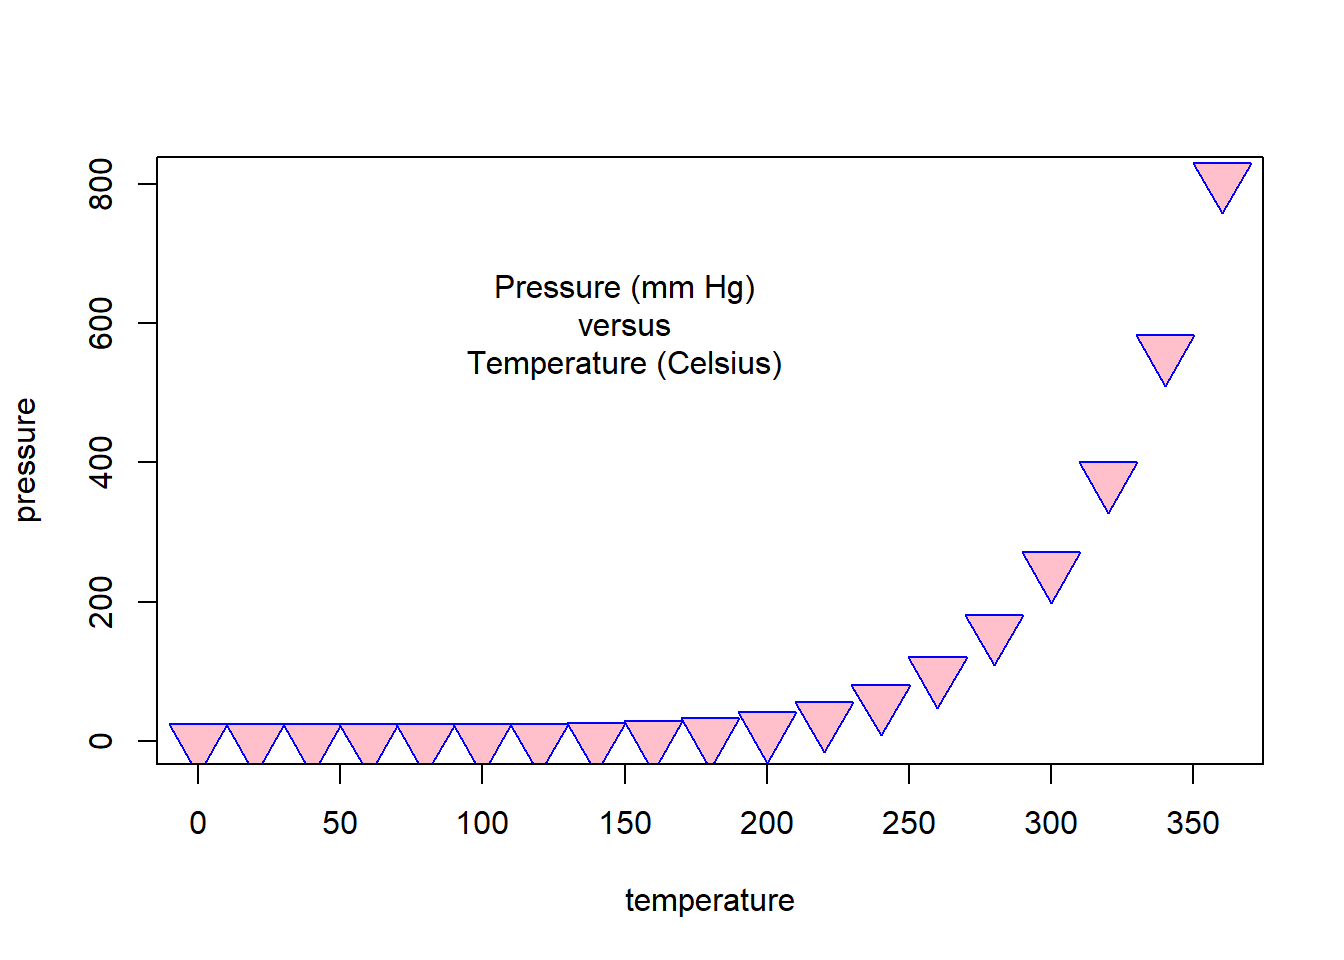 Pressure (mm Hg)
versus
Temperature (Celsius)
pressure
800
600
400
200
0
0 50 100 150 200 250 300 350
temperature